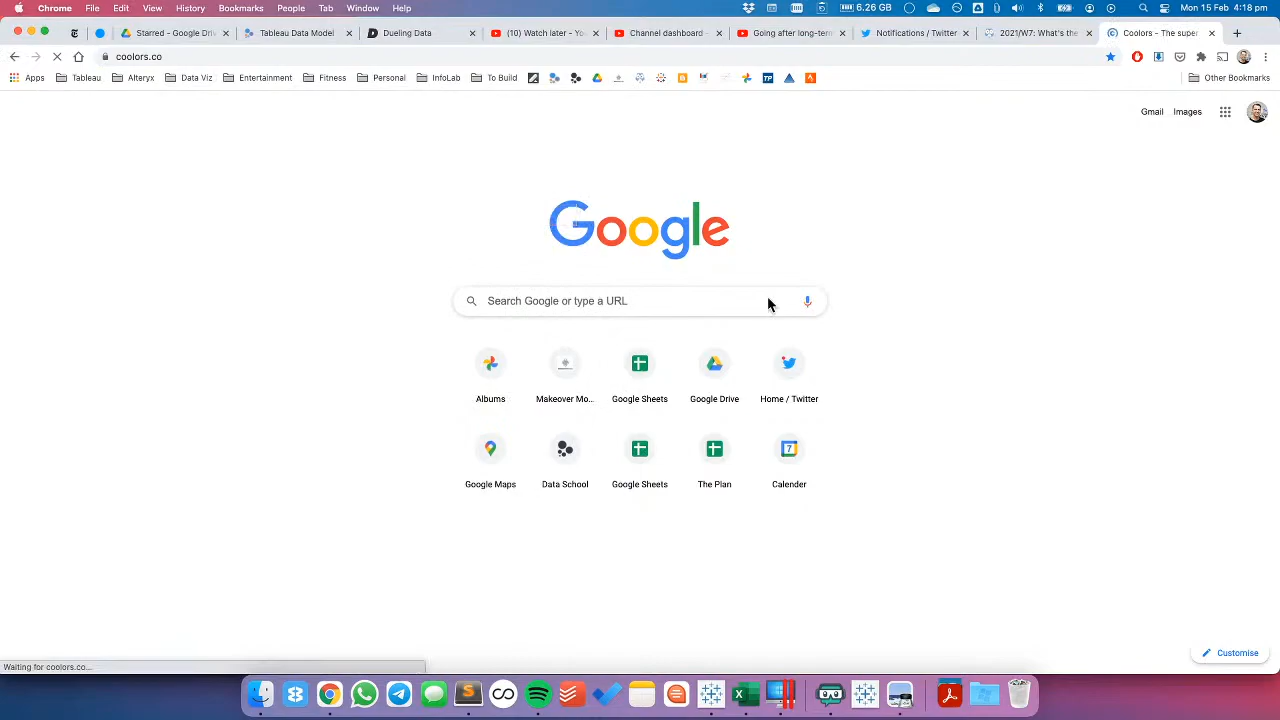 Chrome File Edit View History Bookmarks People Tab Window Help 6.26 GB Mon 15 Feb 4:18 pm
Starred - Google Driv Tableau Data Model Dueling Data (10) Watch later - Yo Channel dashboard - Going after long-term Notifications / Twitter 2021/W7: What's the Coolors - The super
coolors.co
Apps Tableau Alteryx Data Viz Entertainment Fitness Personal InfoLab To Build TP Other Bookmarks
Gmail Images
Google
Search Google or type a URL
Albums Makeover Mo... Google Sheets Google Drive Home / Twitter
7
Google Maps Data School Google Sheets The Plan Calender
Customise
Waiting for coolors.co...